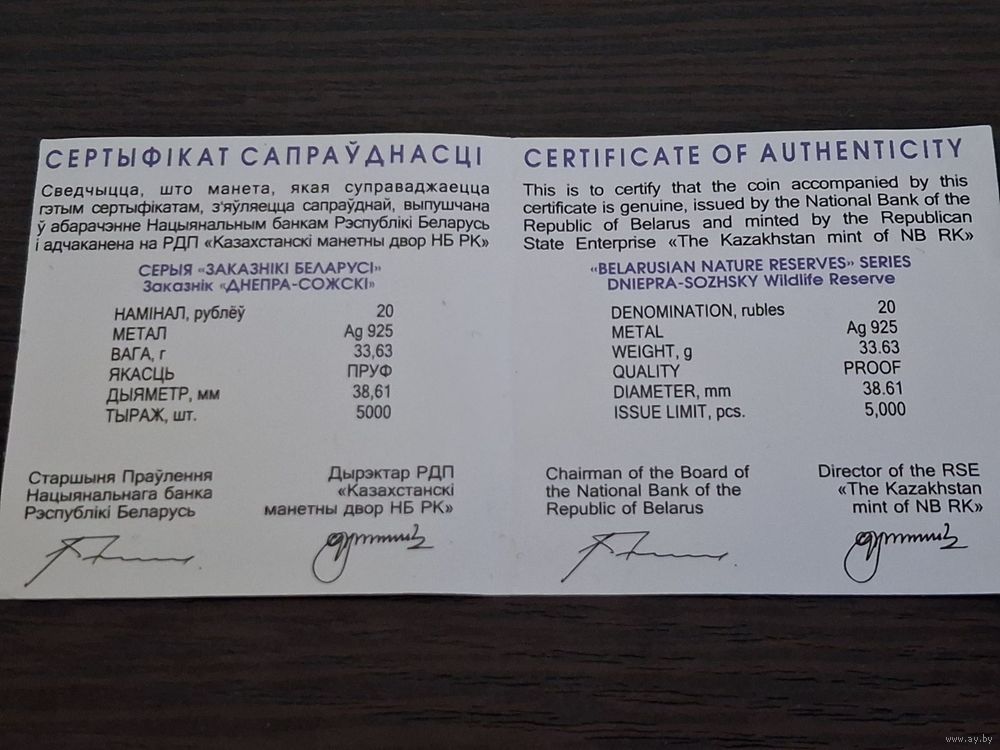 СЕРТЫФІКАТ САПРАЎДНАСЦІ
Сведчыцца, што манета, якая суправаджаецца
гэтым сертыфікатам, з'яўляецца сапраўднай, выпушчана
ў абарачэнне Нацыянальным банкам Рэспублікі Беларусь
і адчаканена на РДП «Казахстанскі манетны двор НБ РК»
СЕРЫЯ «ЗАКАЗНІКІ БЕЛАРУСІ»
Заказнік «ДНЕПРА-СОЖСКІ»
НАМІНАЛ, рублёў 20
МЕТАЛ Ag 925
ВАГА, г 33,63
ЯКАСЦЬ ПРУФ
ДЫЯМЕТР, мм 38,61
ТЫРАЖ, шт. 5000
Старшыня Праўлення
Нацыянальнага банка
Рэспублікі Беларусь
Дырэктар РДП
«Казахстанскі
манетны двор НБ РК»
CERTIFICATE OF AUTHENTICITY
This is to certify that the coin accompanied by this
certificate is genuine, issued by the National Bank of the
Republic of Belarus and minted by the Republican
State Enterprise «The Kazakhstan mint of NB RK»
«BELARUSIAN NATURE RESERVES» SERIES
DNIEPRA-SOZHSKY Wildlife Reserve
DENOMINATION, rubles 20
METAL Ag 925
WEIGHT, g 33.63
QUALITY PROOF
DIAMETER, mm 38.61
ISSUE LIMIT, pcs. 5,000
Chairman of the Board of
the National Bank of the
Republic of Belarus
Director of the RSE
«The Kazakhstan
mint of NB RK»
www.ay.by